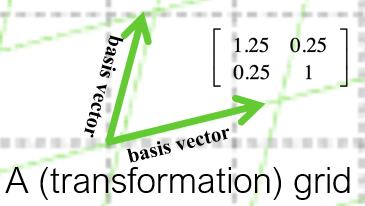 basis vector
1.25 0.25
0.25 1
basis vector
A (transformation) grid